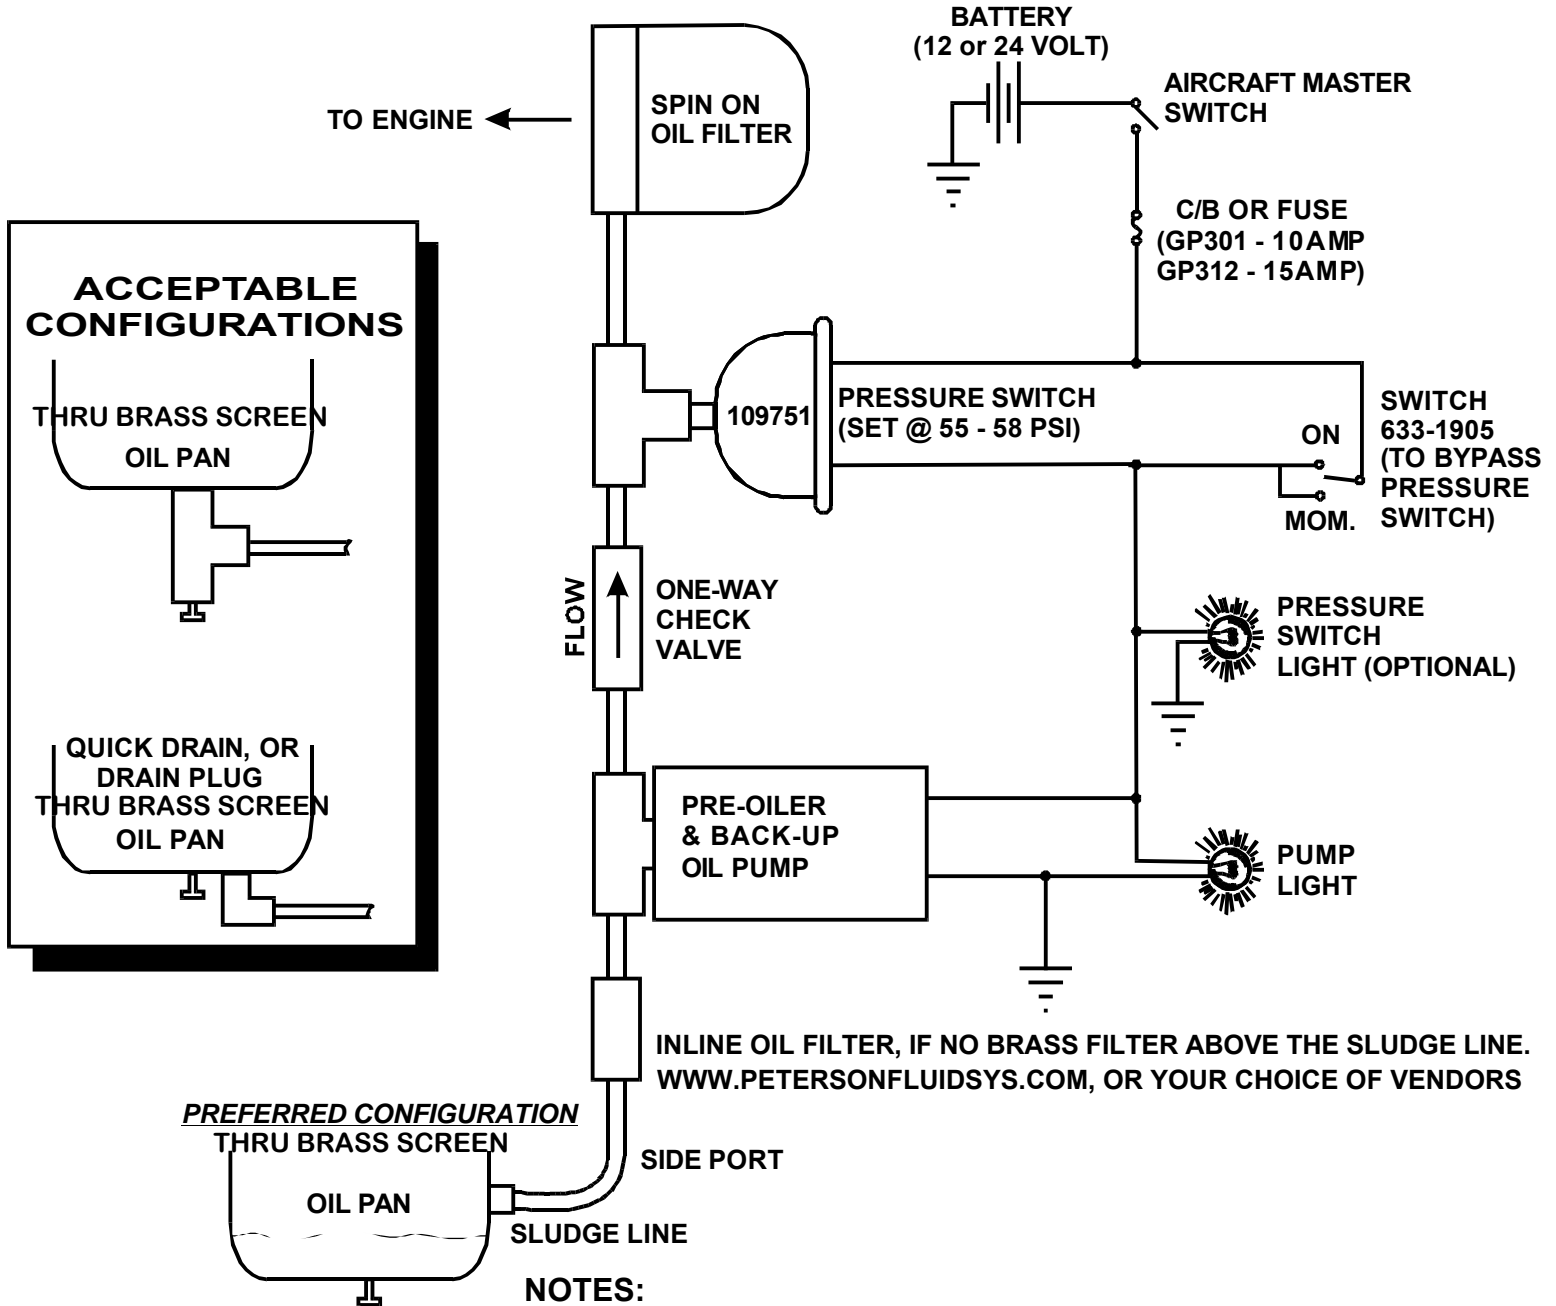 BATTERY
(12 or 24 VOLT)
AIRCRAFT MASTER
SWITCH
TO ENGINE
SPIN ON
OIL FILTER
C/B OR FUSE
(GP301 - 10AMP
GP312 - 15AMP)
ACCEPTABLE
CONFIGURATIONS
THRU BRASS SCREEN
OIL PAN
QUICK DRAIN, OR
DRAIN PLUG
THRU BRASS SCREEN
OIL PAN
109751
PRESSURE SWITCH
(SET @ 55 - 58 PSI)
ON
MOM.
SWITCH
633-1905
(TO BYPASS
PRESSURE
SWITCH)
FLOW
ONE-WAY
CHECK
VALVE
PRESSURE
SWITCH
LIGHT (OPTIONAL)
PRE-OILER
& BACK-UP
OIL PUMP
PUMP
LIGHT
INLINE OIL FILTER, IF NO BRASS FILTER ABOVE THE SLUDGE LINE.
WWW.PETERSONFLUIDSYS.COM, OR YOUR CHOICE OF VENDORS
PREFERRED CONFIGURATION
THRU BRASS SCREEN
OIL PAN
SIDE PORT
SLUDGE LINE
NOTES: